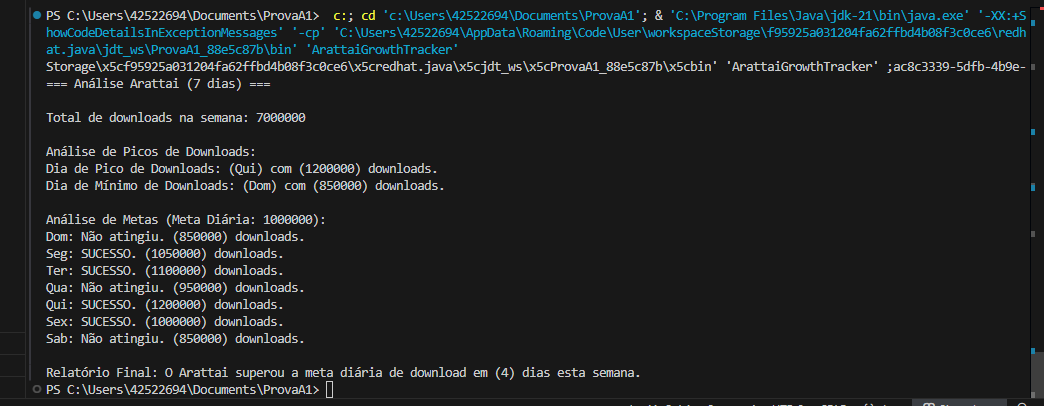 PS C:\Users\42522694\Documents\ProvaA1>  c:; cd 'c:\Users\42522694\Documents\ProvaA1'; & 'C:\Program Files\Java\jdk-21\bin\java.exe' '-XX:+S
howCodeDetailsInExceptionMessages' '-cp' 'C:\Users\42522694\AppData\Roaming\Code\User\workspaceStorage\f95925a031204fa62ffbd4b08f3c0ce6\redh
at.java\jdt_ws\ProvaA1_88e5c87b\bin' 'ArattaiGrowthTracker'
Storage\x5cf95925a031204fa62ffbd4b08f3c0ce6\x5credhat.java\x5cjdt_ws\x5cProvaA1_88e5c87b\x5cbin' 'ArattaiGrowthTracker' ;ac8c3339-5dfb-4b9e-
=== Análise Arattai (7 dias) ===
Total de downloads na semana: 7000000
Análise de Picos de Downloads:
Dia de Pico de Downloads: (Qui) com (1200000) downloads.
Dia de Mínimo de Downloads: (Dom) com (850000) downloads.
Análise de Metas (Meta Diária: 1000000):
Dom: Não atingiu. (850000) downloads.
Seg: SUCESSO. (1050000) downloads.
Ter: SUCESSO. (1100000) downloads.
Qua: Não atingiu. (950000) downloads.
Qui: SUCESSO. (1200000) downloads.
Sex: SUCESSO. (1000000) downloads.
Sab: Não atingiu. (850000) downloads.
Relatório Final: O Arattai superou a meta diária de download em (4) dias esta semana.
PS C:\Users\42522694\Documents\ProvaA1>